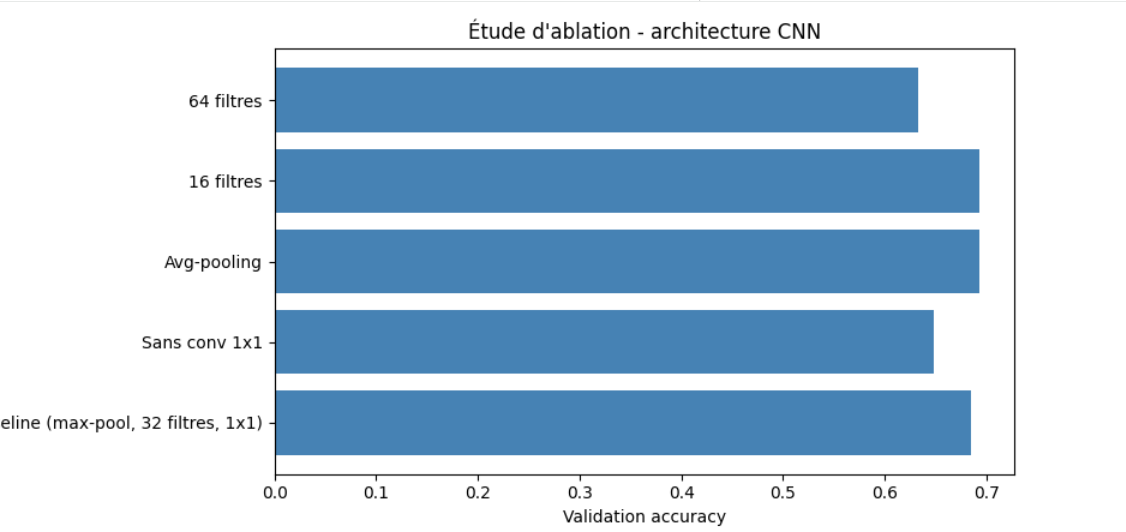 Étude d'ablation - architecture CNN
64 filtres
16 filtres
Avg-pooling
Sans conv 1x1
eline (max-pool, 32 filtres, 1x1)
0.0 0.1 0.2 0.3 0.4 0.5 0.6 0.7
Validation accuracy